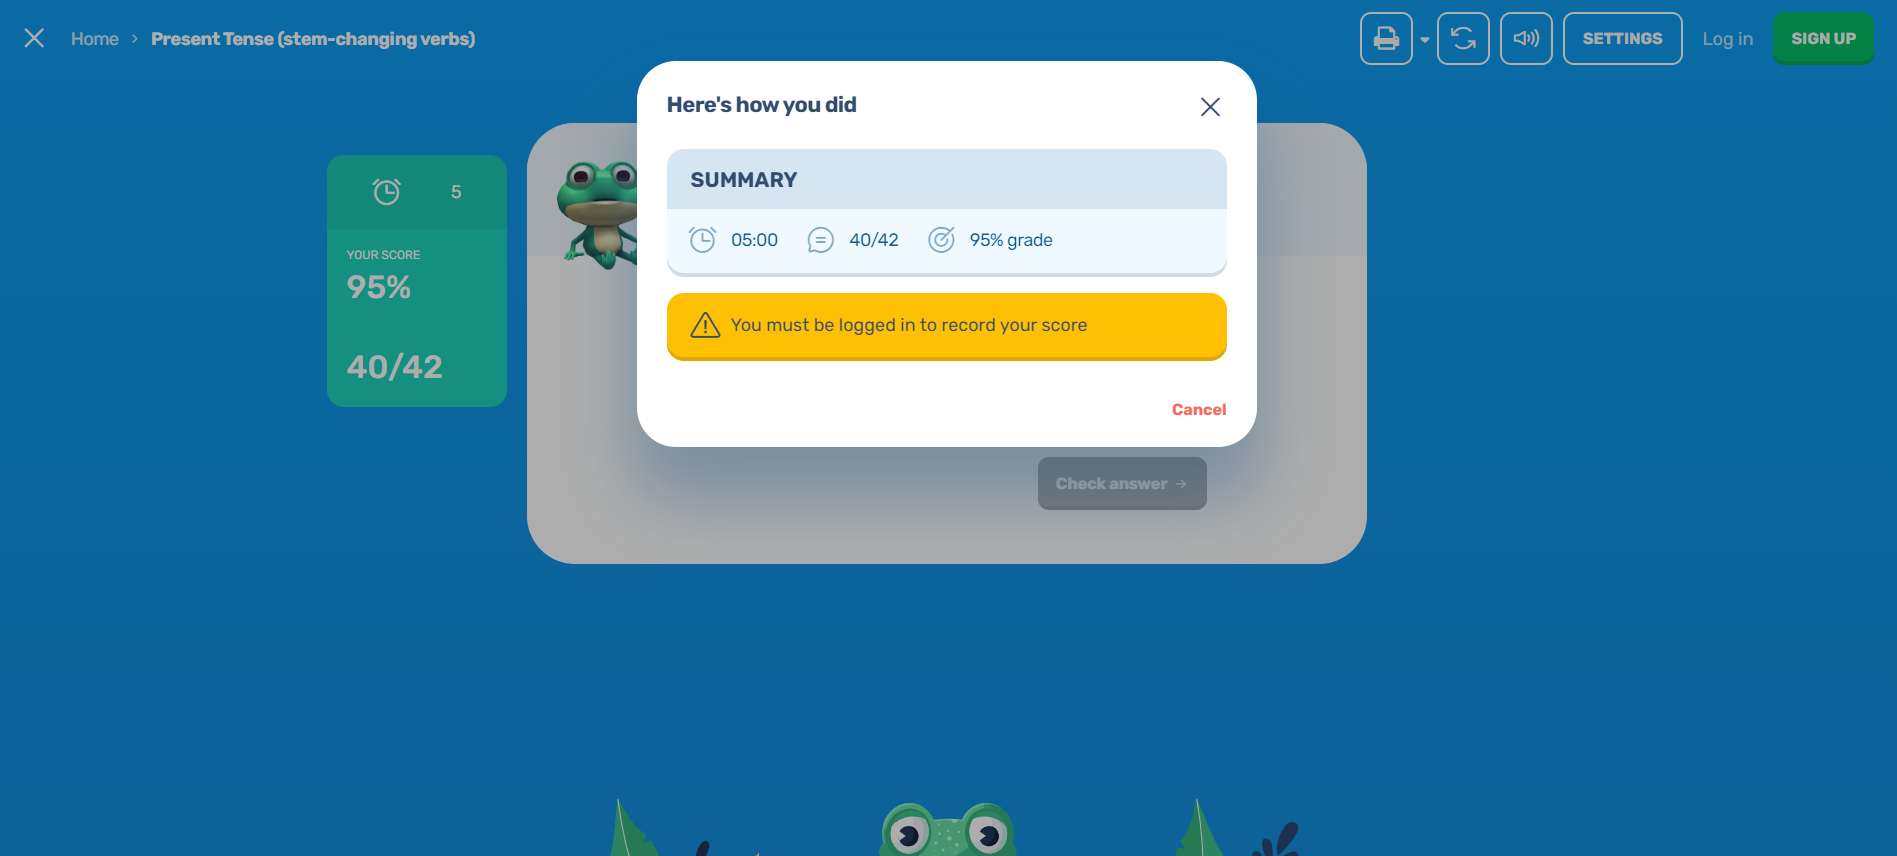 Home > Present Tense (stem-changing verbs)
SETTINGS
Log in
SIGN UP
5
YOUR SCORE
95%
40/42
Here's how you did
SUMMARY
05:00
40/42
95% grade
You must be logged in to record your score
Cancel
Check answer →